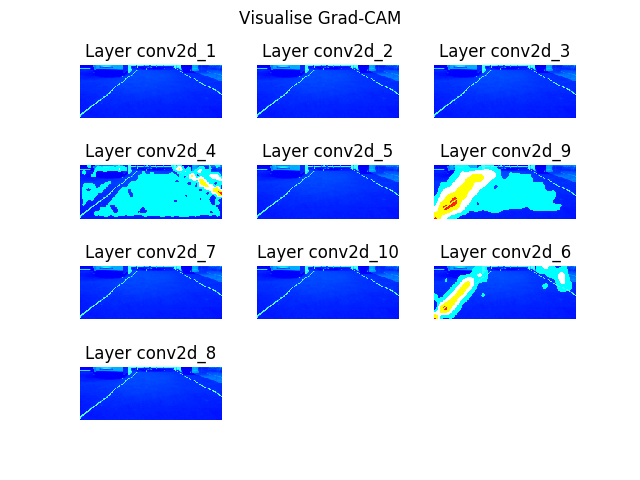 Visualise Grad-CAM
Layer conv2d_1
Layer conv2d_2
Layer conv2d_3
Layer conv2d_4
Layer conv2d_5
Layer conv2d_9
Layer conv2d_7
Layer conv2d_10
Layer conv2d_6
Layer conv2d_8